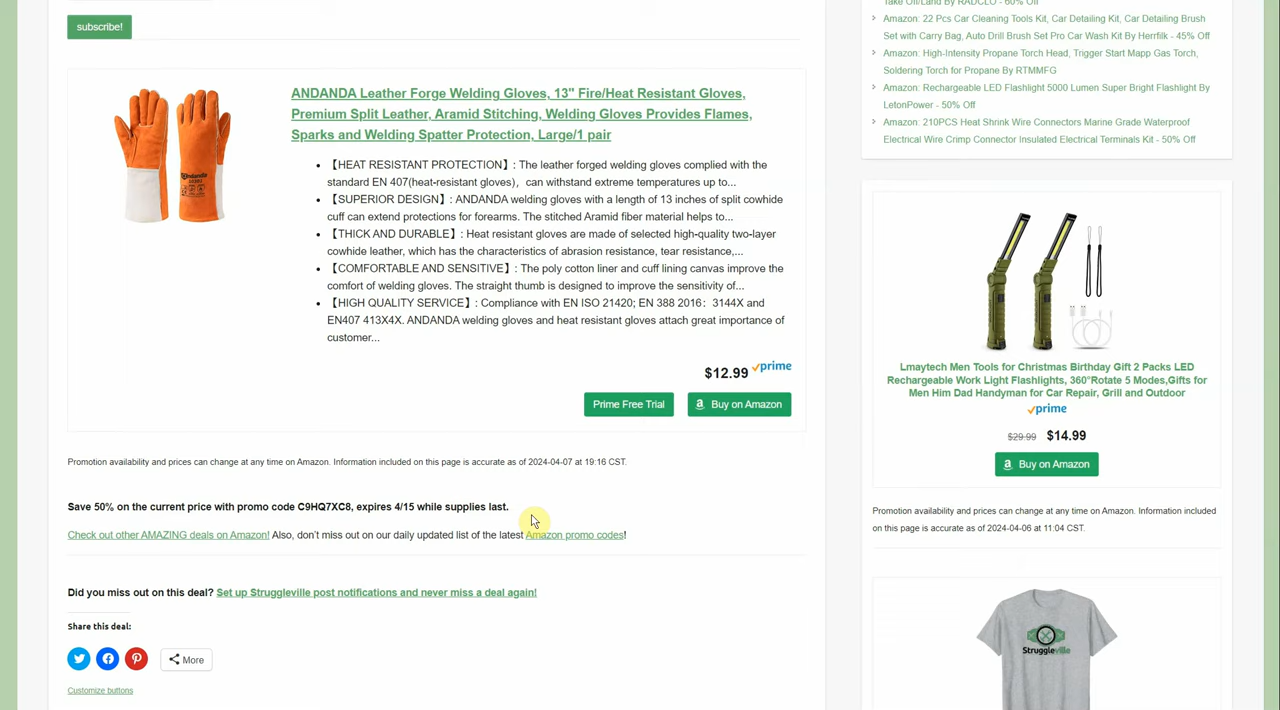 subscribe!
ANDANDA Leather Forge Welding Gloves, 13" Fire/Heat Resistant Gloves,
Premium Split Leather, Aramid Stitching, Welding Gloves Provides Flames,
Sparks and Welding Spatter Protection, Large/1 pair
• 【HEAT RESISTANT PROTECTION】: The leather forged welding gloves complied with the
standard EN 407(heat-resistant gloves)，can withstand extreme temperatures up to...
• 【SUPERIOR DESIGN】: ANDANDA welding gloves with a length of 13 inches of split cowhide
cuff can extend protections for forearms. The stitched Aramid fiber material helps to...
• 【THICK AND DURABLE】: Heat resistant gloves are made of selected high-quality two-layer
cowhide leather, which has the characteristics of abrasion resistance, tear resistance,...
• 【COMFORTABLE AND SENSITIVE】: The poly cotton liner and cuff lining canvas improve the
comfort of welding gloves. The straight thumb is designed to improve the sensitivity of...
• 【HIGH QUALITY SERVICE】: Compliance with EN ISO 21420; EN 388 2016：3144X and
EN407 413X4X. ANDANDA welding gloves and heat resistant gloves attach great importance of
customer...
$12.99 prime
Prime Free Trial
Buy on Amazon
Promotion availability and prices can change at any time on Amazon. Information included on this page is accurate as of 2024-04-07 at 19:16 CST.
Save 50% on the current price with promo code C9HQ7XC8, expires 4/15 while supplies last.
Check out other AMAZING deals on Amazon! Also, don't miss out on our daily updated list of the latest Amazon promo codes!
Did you miss out on this deal? Set up Struggleville post notifications and never miss a deal again!
Share this deal:
More
Customize buttons
Take Off/Land By RADCLO - 60% Off
Amazon: 22 Pcs Car Cleaning Tools Kit, Car Detailing Kit, Car Detailing Brush
Set with Carry Bag, Auto Drill Brush Set Pro Car Wash Kit By Herrfilk - 45% Off
Amazon: High-Intensity Propane Torch Head, Trigger Start Mapp Gas Torch,
Soldering Torch for Propane By RTMMFG
Amazon: Rechargeable LED Flashlight 5000 Lumen Super Bright Flashlight By
LetonPower - 50% Off
Amazon: 210PCS Heat Shrink Wire Connectors Marine Grade Waterproof
Electrical Wire Crimp Connector Insulated Electrical Terminals Kit - 50% Off
Lmaytech Men Tools for Christmas Birthday Gift 2 Packs LED
Rechargeable Work Light Flashlights, 360°Rotate 5 Modes,Gifts for
Men Him Dad Handyman for Car Repair, Grill and Outdoor
prime
$29.99 $14.99
Buy on Amazon
Promotion availability and prices can change at any time on Amazon. Information included
on this page is accurate as of 2024-04-06 at 11:04 CST.
Struggleville